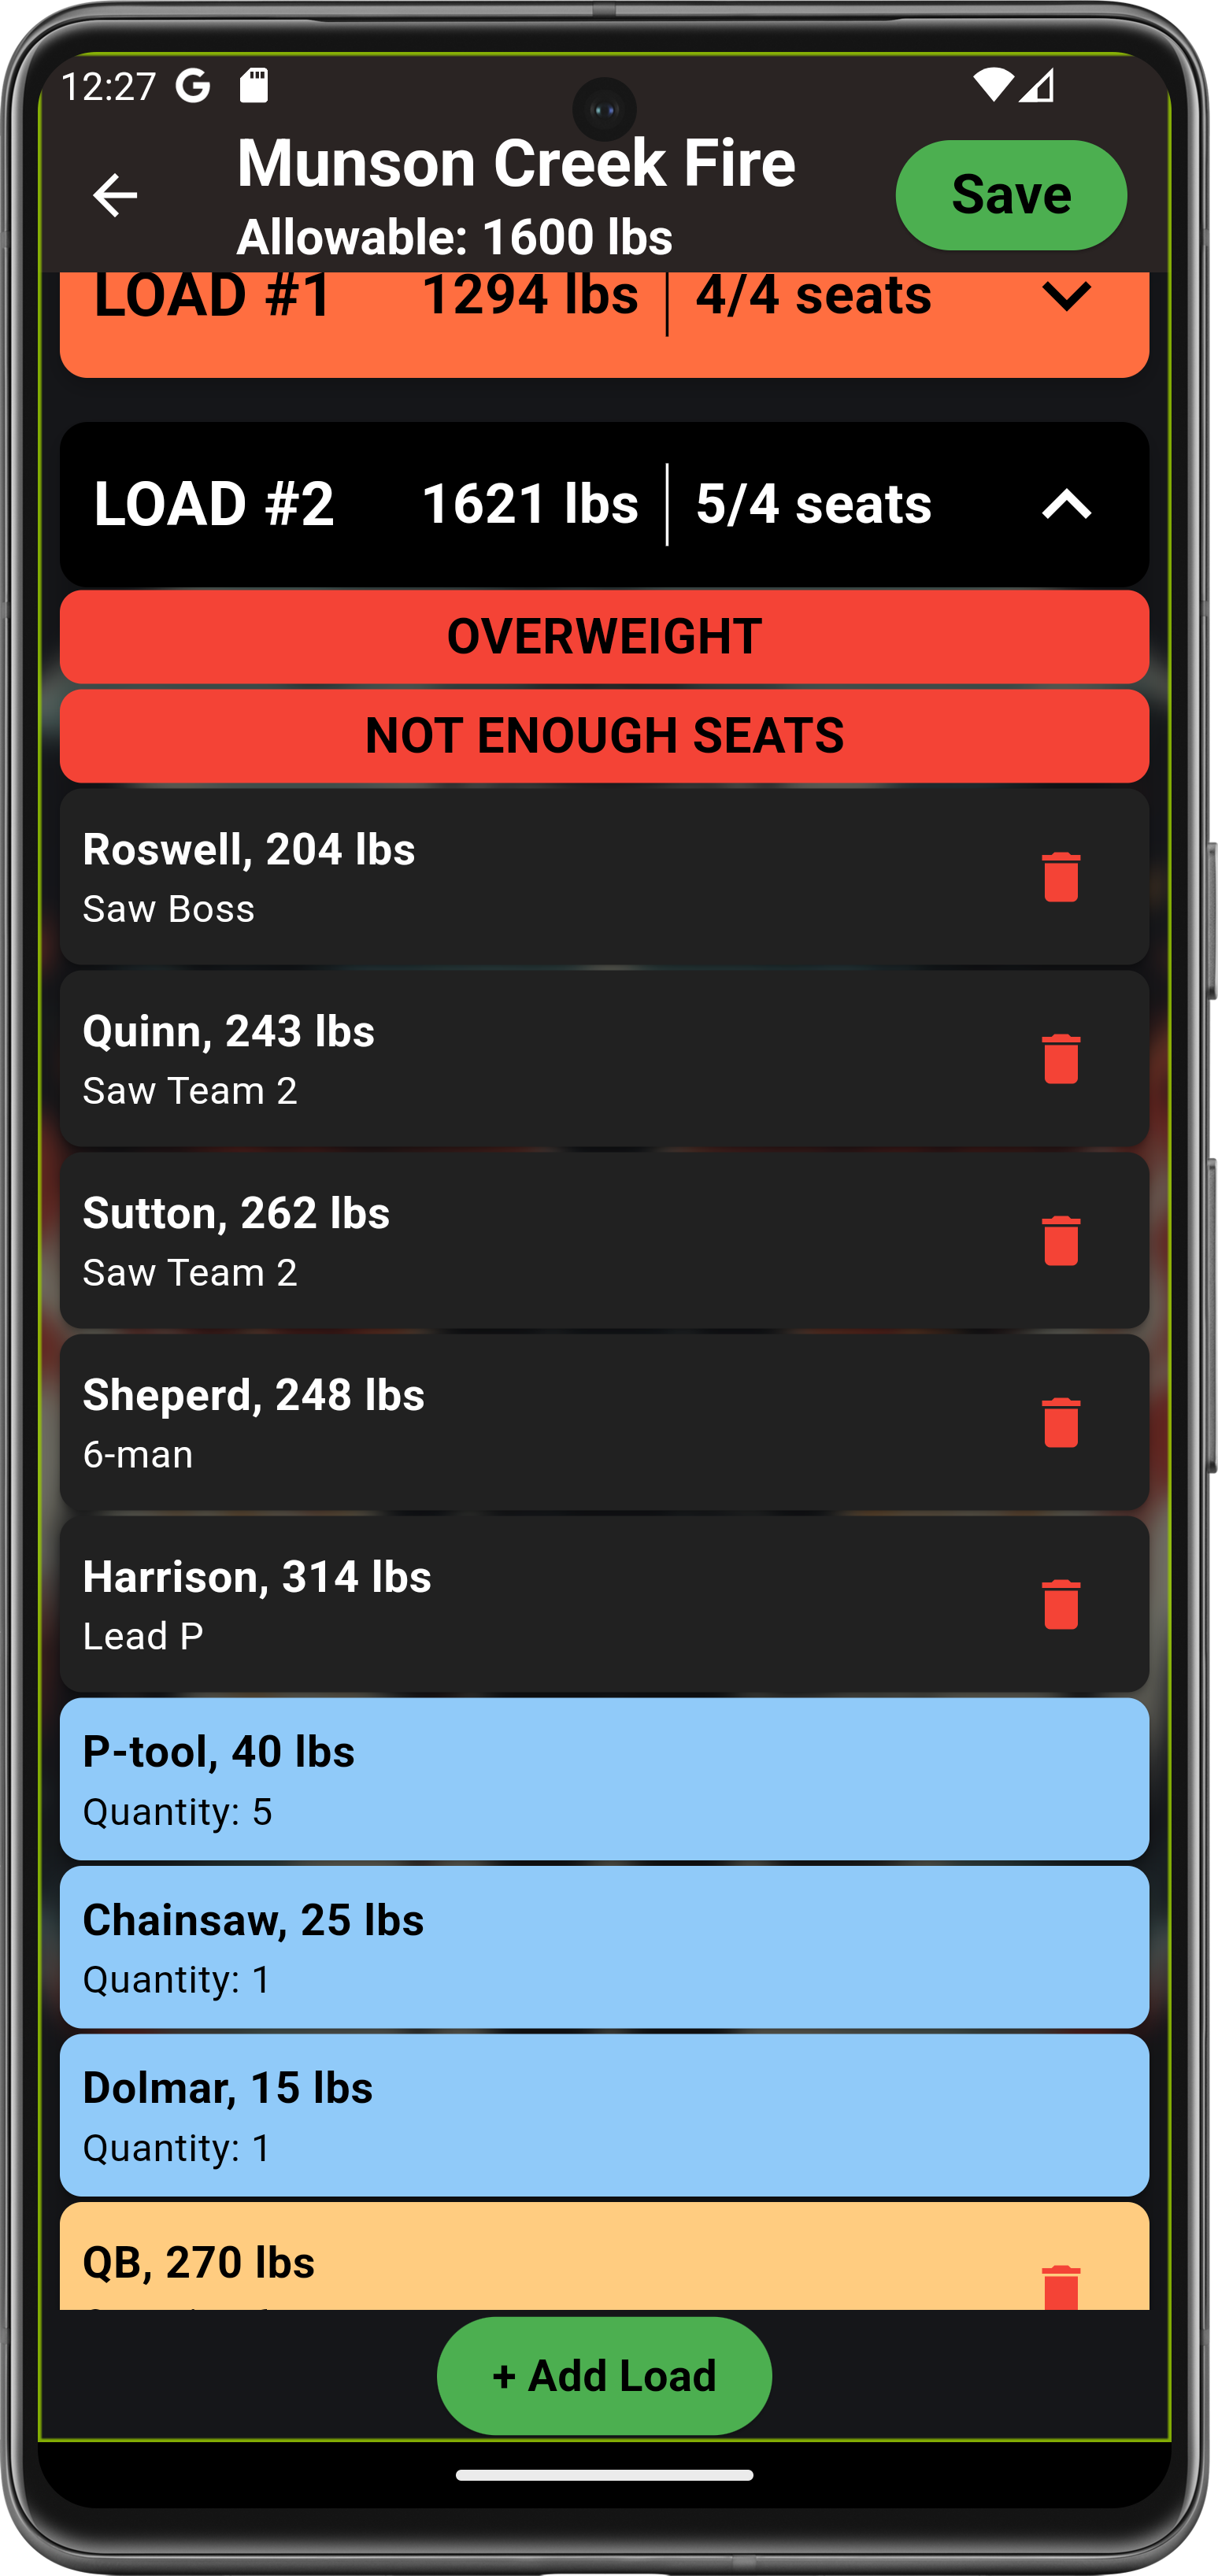 12:27
Munson Creek Fire
Allowable: 1600 lbs
Save
LOAD #1 1294 lbs 4/4 seats
LOAD #2 1621 lbs 5/4 seats
OVERWEIGHT
NOT ENOUGH SEATS
Roswell, 204 lbs
Saw Boss
Quinn, 243 lbs
Saw Team 2
Sutton, 262 lbs
Saw Team 2
Sheperd, 248 lbs
6-man
Harrison, 314 lbs
Lead P
P-tool, 40 lbs
Quantity: 5
Chainsaw, 25 lbs
Quantity: 1
Dolmar, 15 lbs
Quantity: 1
QB, 270 lbs
+ Add Load